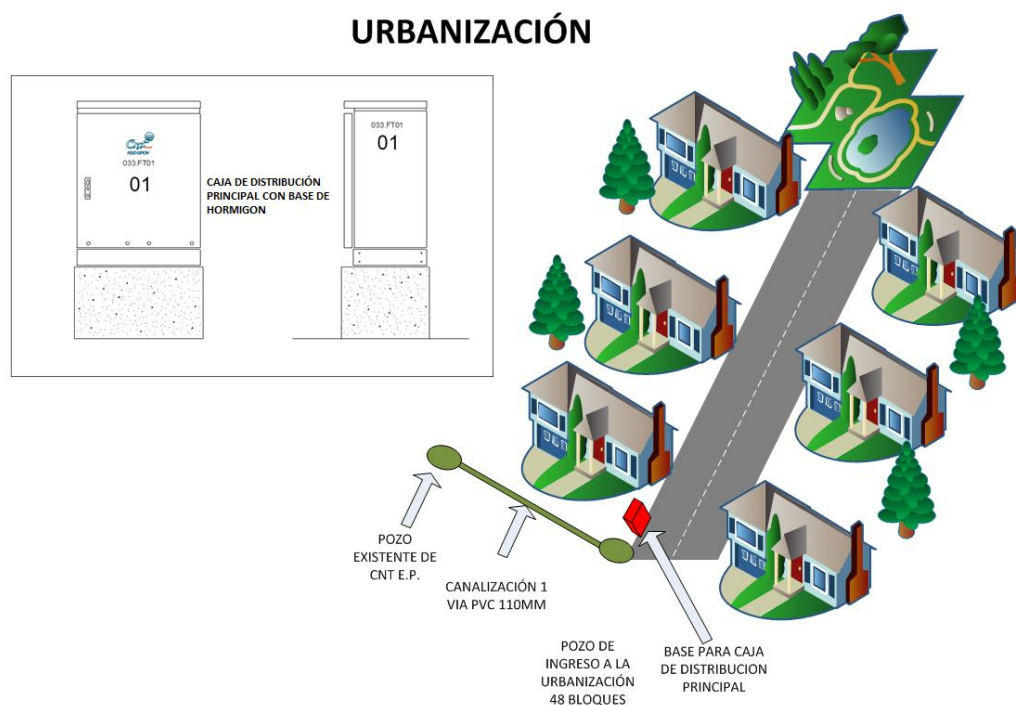 URBANIZACIÓN
033.FT01
01
033.FT01
01
CAJA DE DISTRIBUCIÓN
PRINCIPAL CON BASE DE
HORMIGON
POZO
EXISTENTE DE
CNT E.P.
CANALIZACIÓN 1
VIA PVC 110MM
POZO DE
INGRESO A LA
URBANIZACIÓN
48 BLOQUES
BASE PARA CAJA
DE DISTRIBUCION
PRINCIPAL